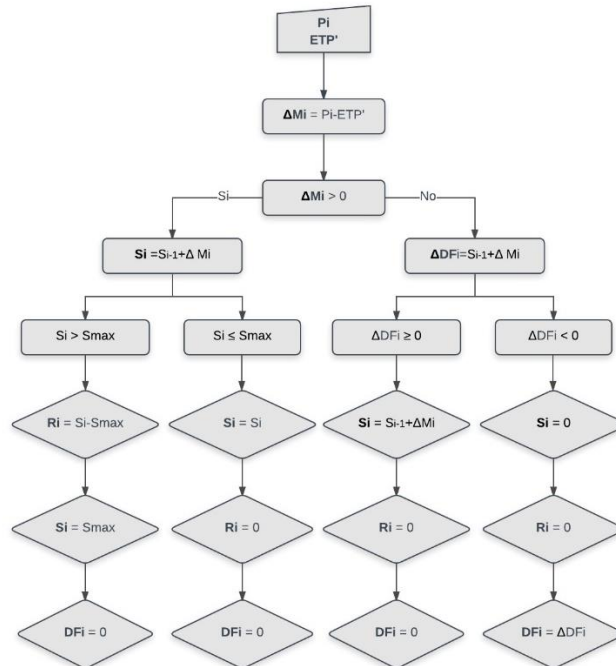 Pi
ETP'
ΔMi = Pi-ETP'
ΔMi > 0
Si
No
Si =Si-1+Δ Mi
ΔDFi=Si-1+Δ Mi
Si > Smax
Si ≤ Smax
ΔDFi ≥ 0
ΔDFi < 0
Ri = Si-Smax
Si = Si
Si = Si-1+ΔMi
Si = 0
Si = Smax
Ri = 0
Ri = 0
Ri = 0
DFi = 0
DFi = 0
DFi = 0
DFi = ΔDFi